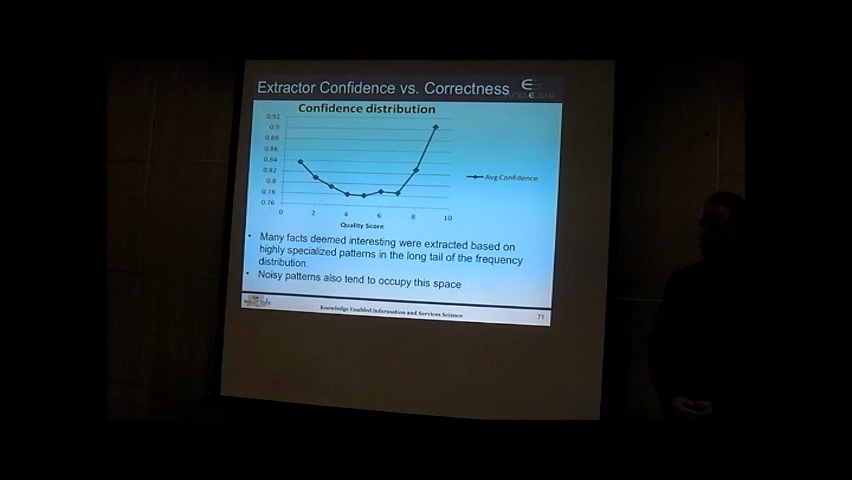 Extractor Confidence vs. Correctness
Confidence distribution
0.92
0.9
0.88
0.86
0.84
0.82
0.8
0.78
0.76
0 2 4 6 8 10
Quality Score
Avg Confidence
• Many facts deemed interesting were extracted based on
highly specialized patterns in the long tail of the frequency
distribution.
• Noisy patterns also tend to occupy this space
Knowledge Enabled Information and Services Science
71